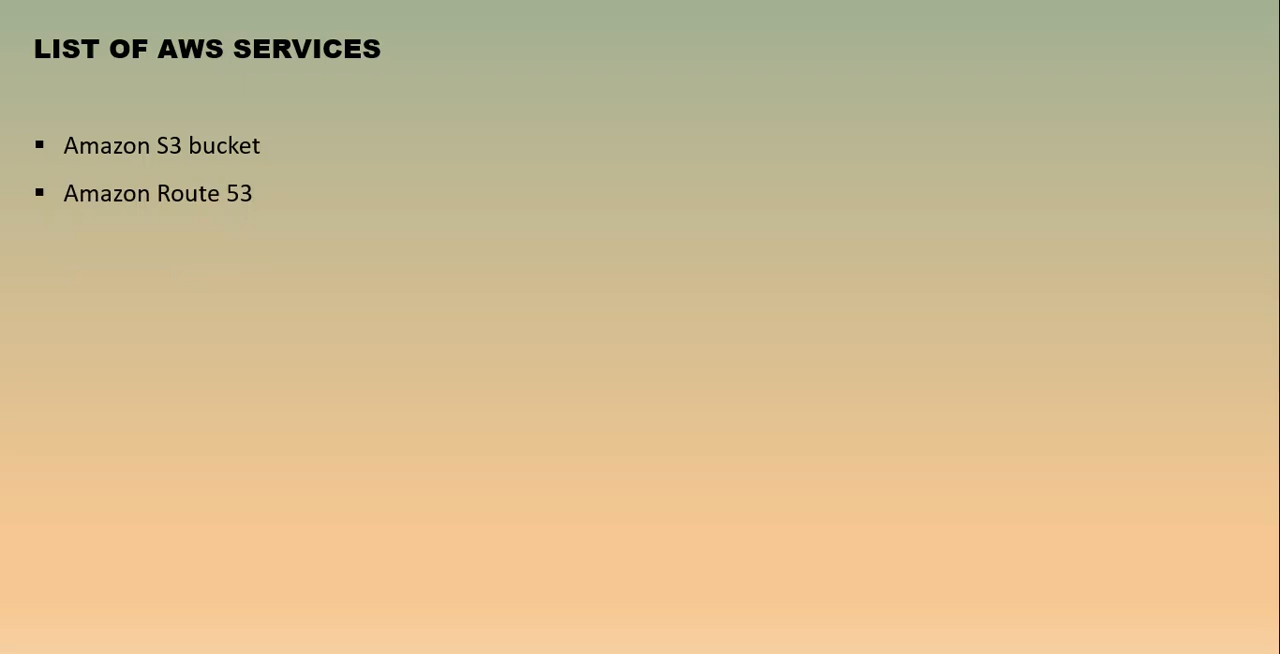 LIST OF AWS SERVICES
▪ Amazon S3 bucket
▪ Amazon Route 53